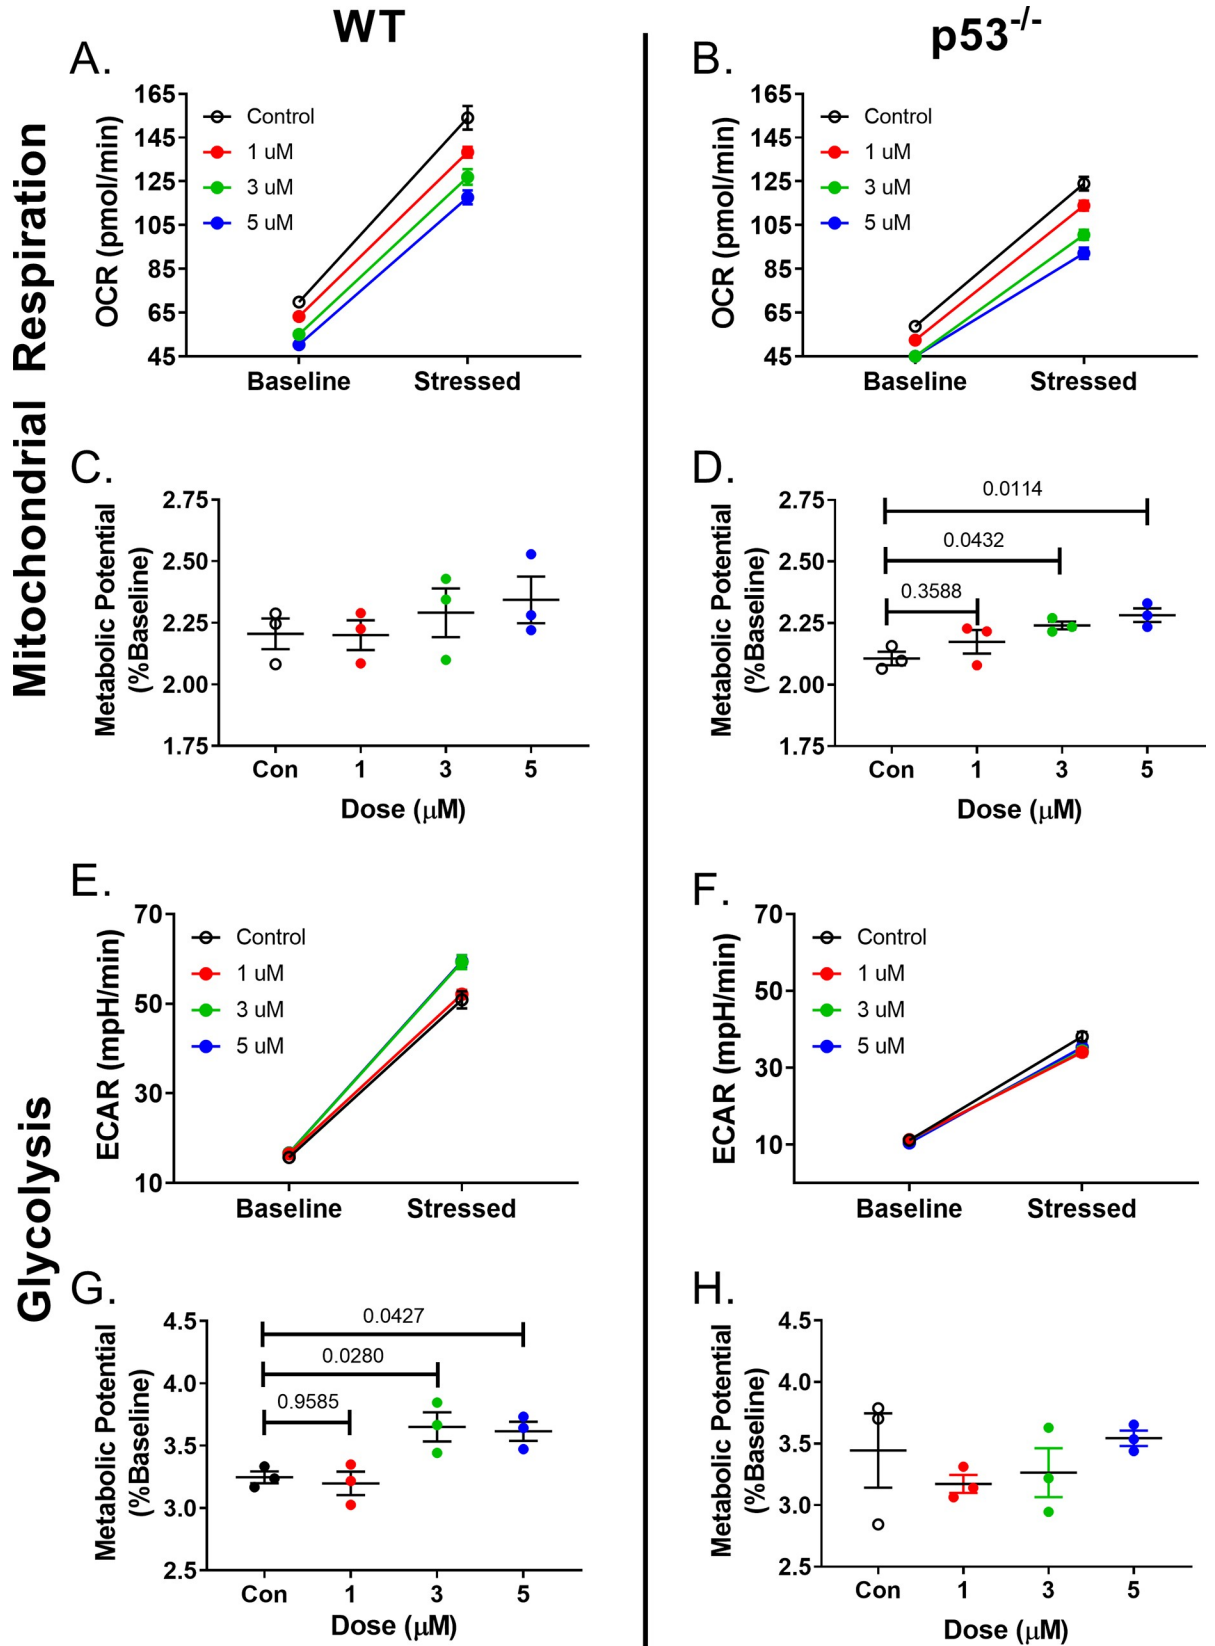 WT
p53-/-
Mitochondrial Respiration
A.
165
145
125
105
85
65
45
OCR (pmol/min)
Control
1 uM
3 uM
5 uM
Baseline
Stressed
B.
165
145
125
105
85
65
45
OCR (pmol/min)
Control
1 uM
3 uM
5 uM
Baseline
Stressed
C.
2.75
2.50
2.25
2.00
1.75
Metabolic Potential
(%Baseline)
Con
1
3
5
Dose (μM)
D.
2.75
2.50
2.25
2.00
1.75
Metabolic Potential
(%Baseline)
0.0114
0.0432
0.3588
Con
1
3
5
Dose (μM)
Glycolysis
E.
70
50
30
10
ECAR (mpH/min)
Control
1 uM
3 uM
5 uM
Baseline
Stressed
F.
70
50
30
10
ECAR (mpH/min)
Control
1 uM
3 uM
5 uM
Baseline
Stressed
G.
4.5
4.0
3.5
3.0
2.5
Metabolic Potential
(%Baseline)
0.0427
0.0280
0.9585
Con
1
3
5
Dose (μM)
H.
4.5
4.0
3.5
3.0
2.5
Metabolic Potential
(%Baseline)
Con
1
3
5
Dose (μM)